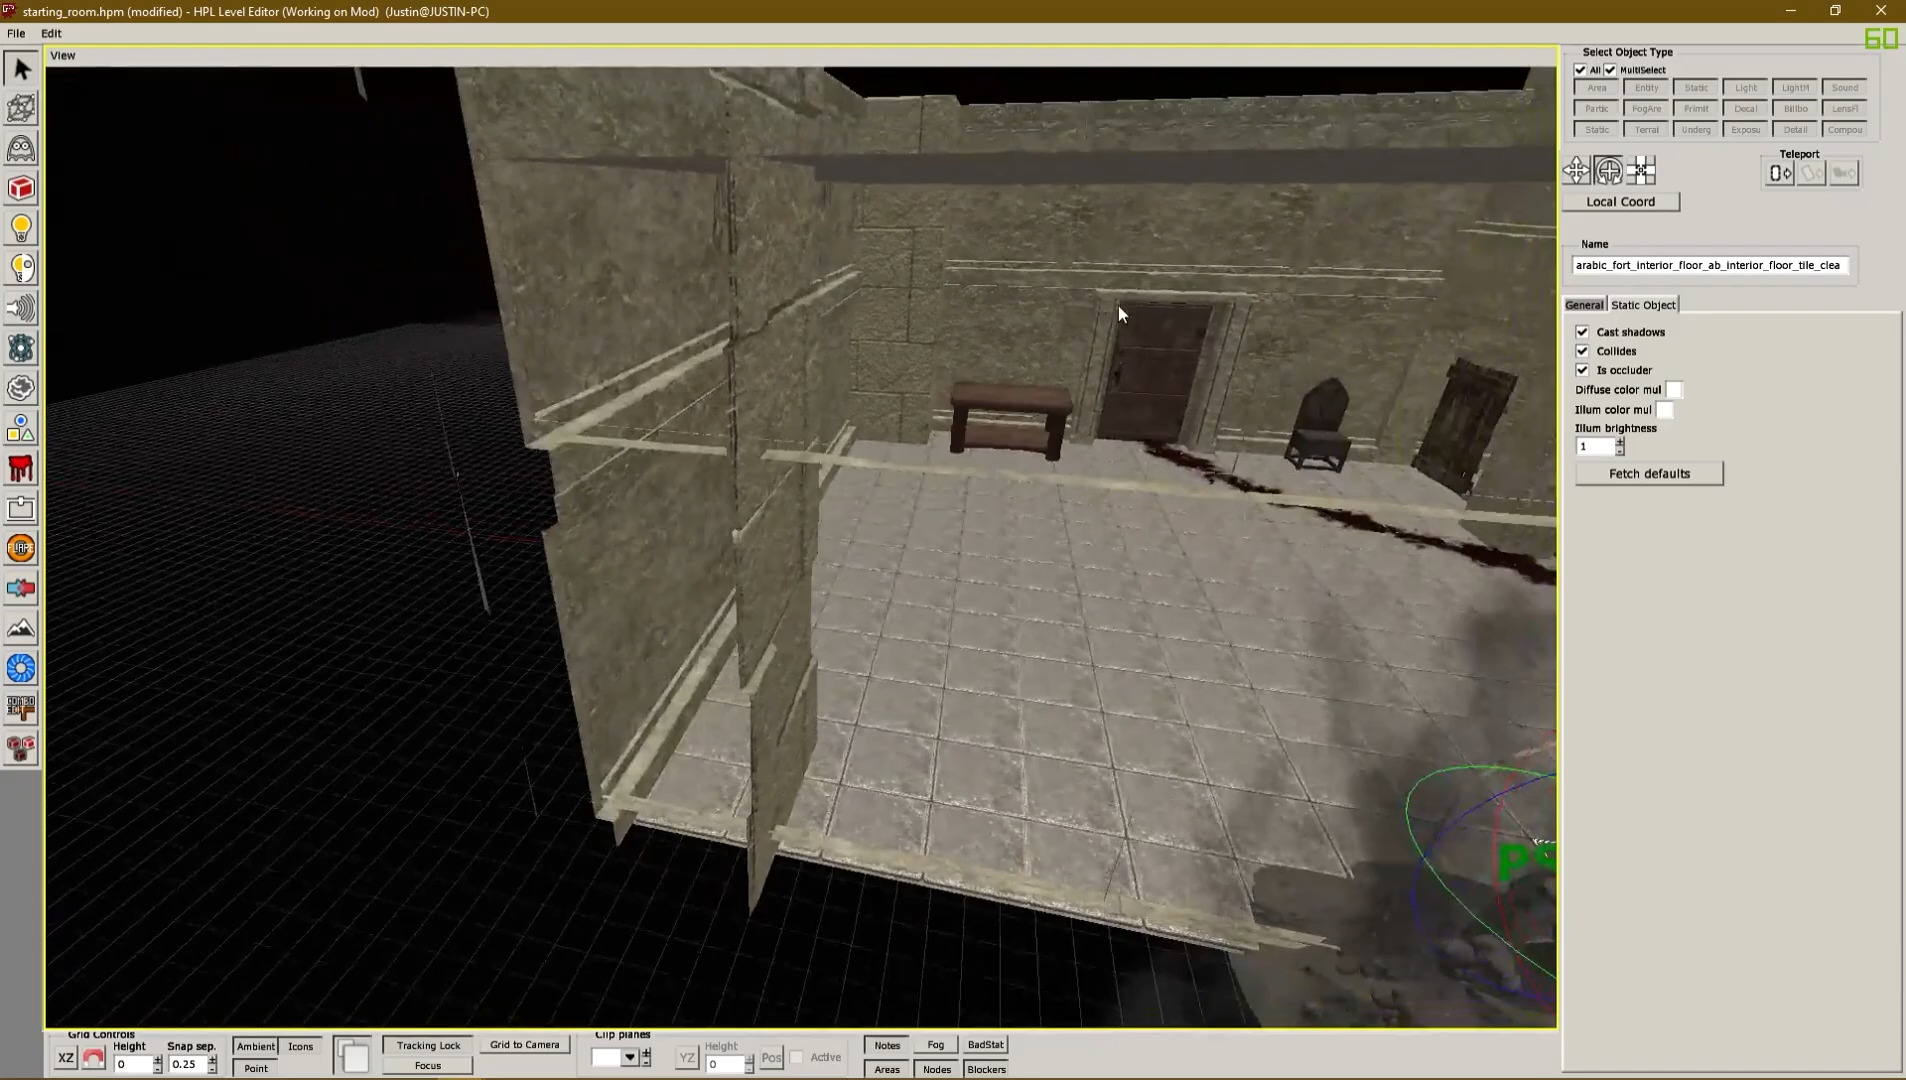 starting_room.hpm (modified) - HPL Level Editor (Working on Mod)  (Justin@JUSTIN-PC)
File Edit
60
View
Select Object Type
All MultiSelect
Area Entity Static Light LightM Sound
Partic FogAre Primit Decal Billbo LensFl
Static Terrai Underg Exposu Detail Compou
Teleport
Local Coord
Name
arabic_fort_interior_floor_ab_interior_floor_tile_clea
General Static Object
Cast shadows
Collides
Is occluder
Diffuse color mul
Illum color mul
Illum brightness
1
Fetch defaults
FLARE
COMBO
PS
Grid Controls
Height Snap sep.
XZ 0 0.25
Ambient Icons
Point
Tracking Lock
Focus
Grid to Camera
Clip planes
Height
YZ 0 Pos Active
Notes Fog BadStat
Areas Nodes Blockers